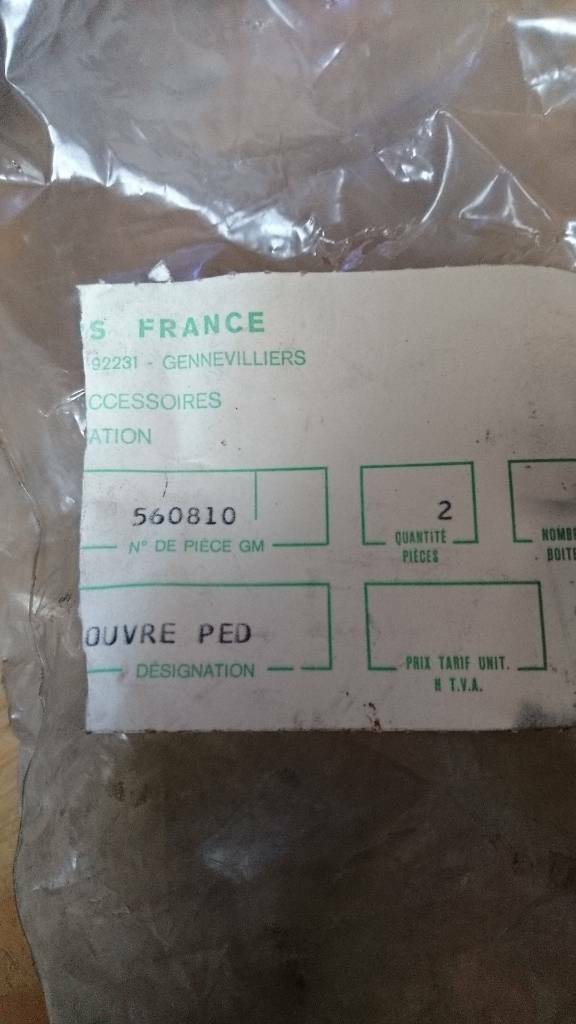 S FRANCE
92231 - GENNEVILLIERS
CCESSOIRES
ATION
560810
N° DE PIÈCE GM
2
QUANTITÉ
PIÈCES
NOMB
BOITE
OUVRE PED
DÉSIGNATION
PRIX TARIF UNIT.
H T.V.A.